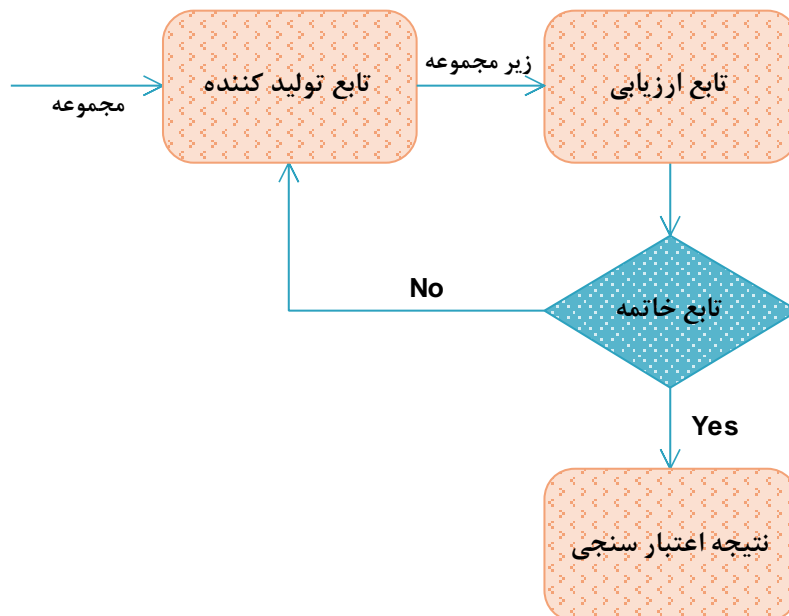 مجموعه
تابع تولید کننده
زیر مجموعه
تابع ارزیابی
تابع خاتمه
No
Yes
نتیجه اعتبار سنجی